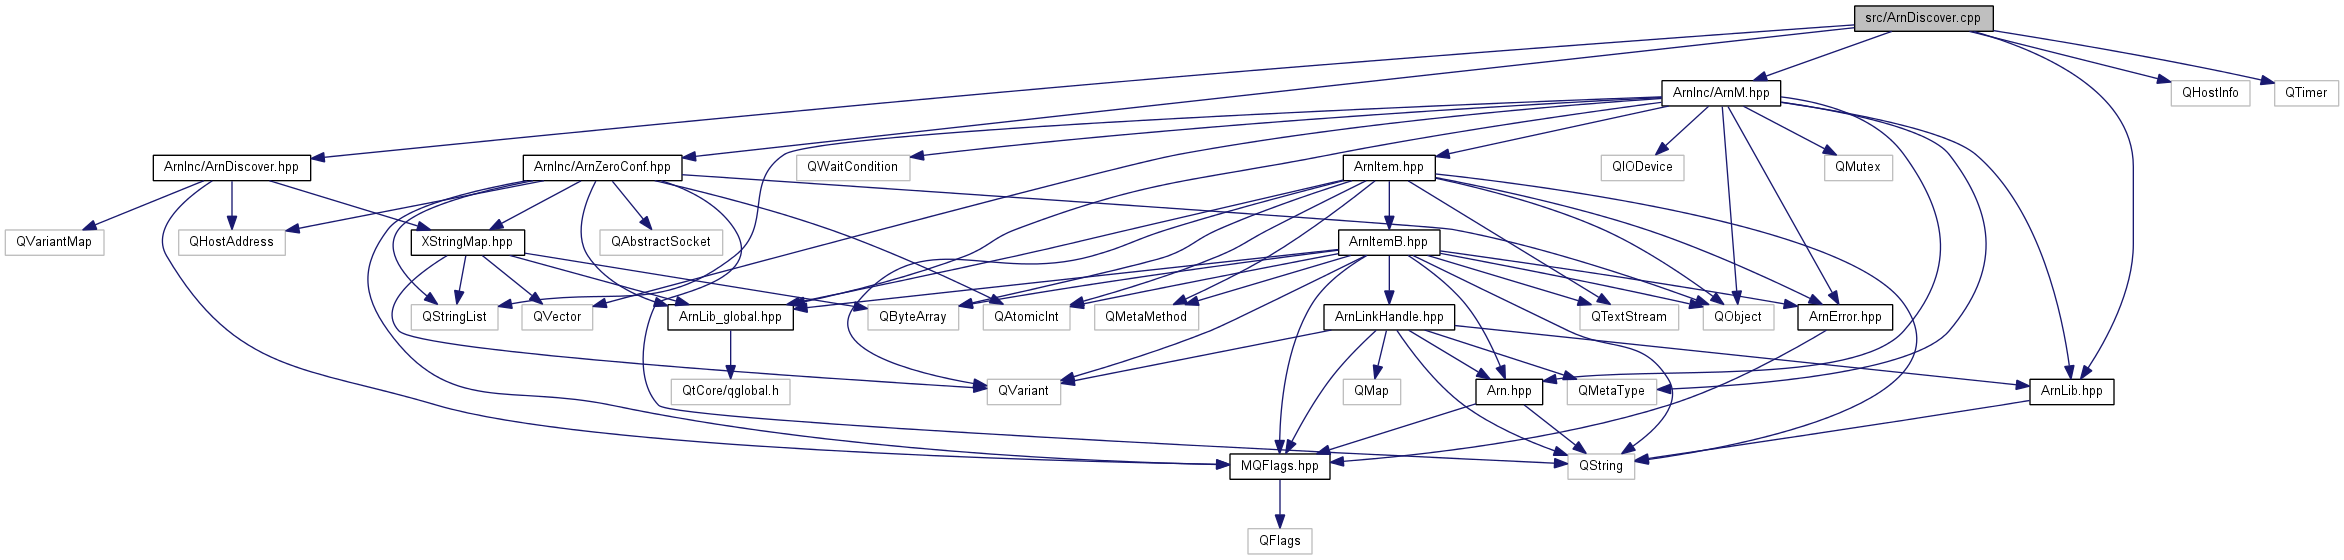 src/ArnDiscover.cpp
ArnInc/ArnM.hpp
QHostInfo
QTimer
ArnInc/ArnDiscover.hpp
ArnInc/ArnZeroConf.hpp
QWaitCondition
ArnItem.hpp
QIODevice
QMutex
QVariantMap
QHostAddress
XStringMap.hpp
QAbstractSocket
ArnItemB.hpp
QStringList
QVector
ArnLib_global.hpp
QByteArray
QAtomicInt
QMetaMethod
ArnLinkHandle.hpp
QTextStream
QObject
ArnError.hpp
QtCore/qglobal.h
QVariant
QMap
Arn.hpp
QMetaType
ArnLib.hpp
MQFlags.hpp
QString
QFlags